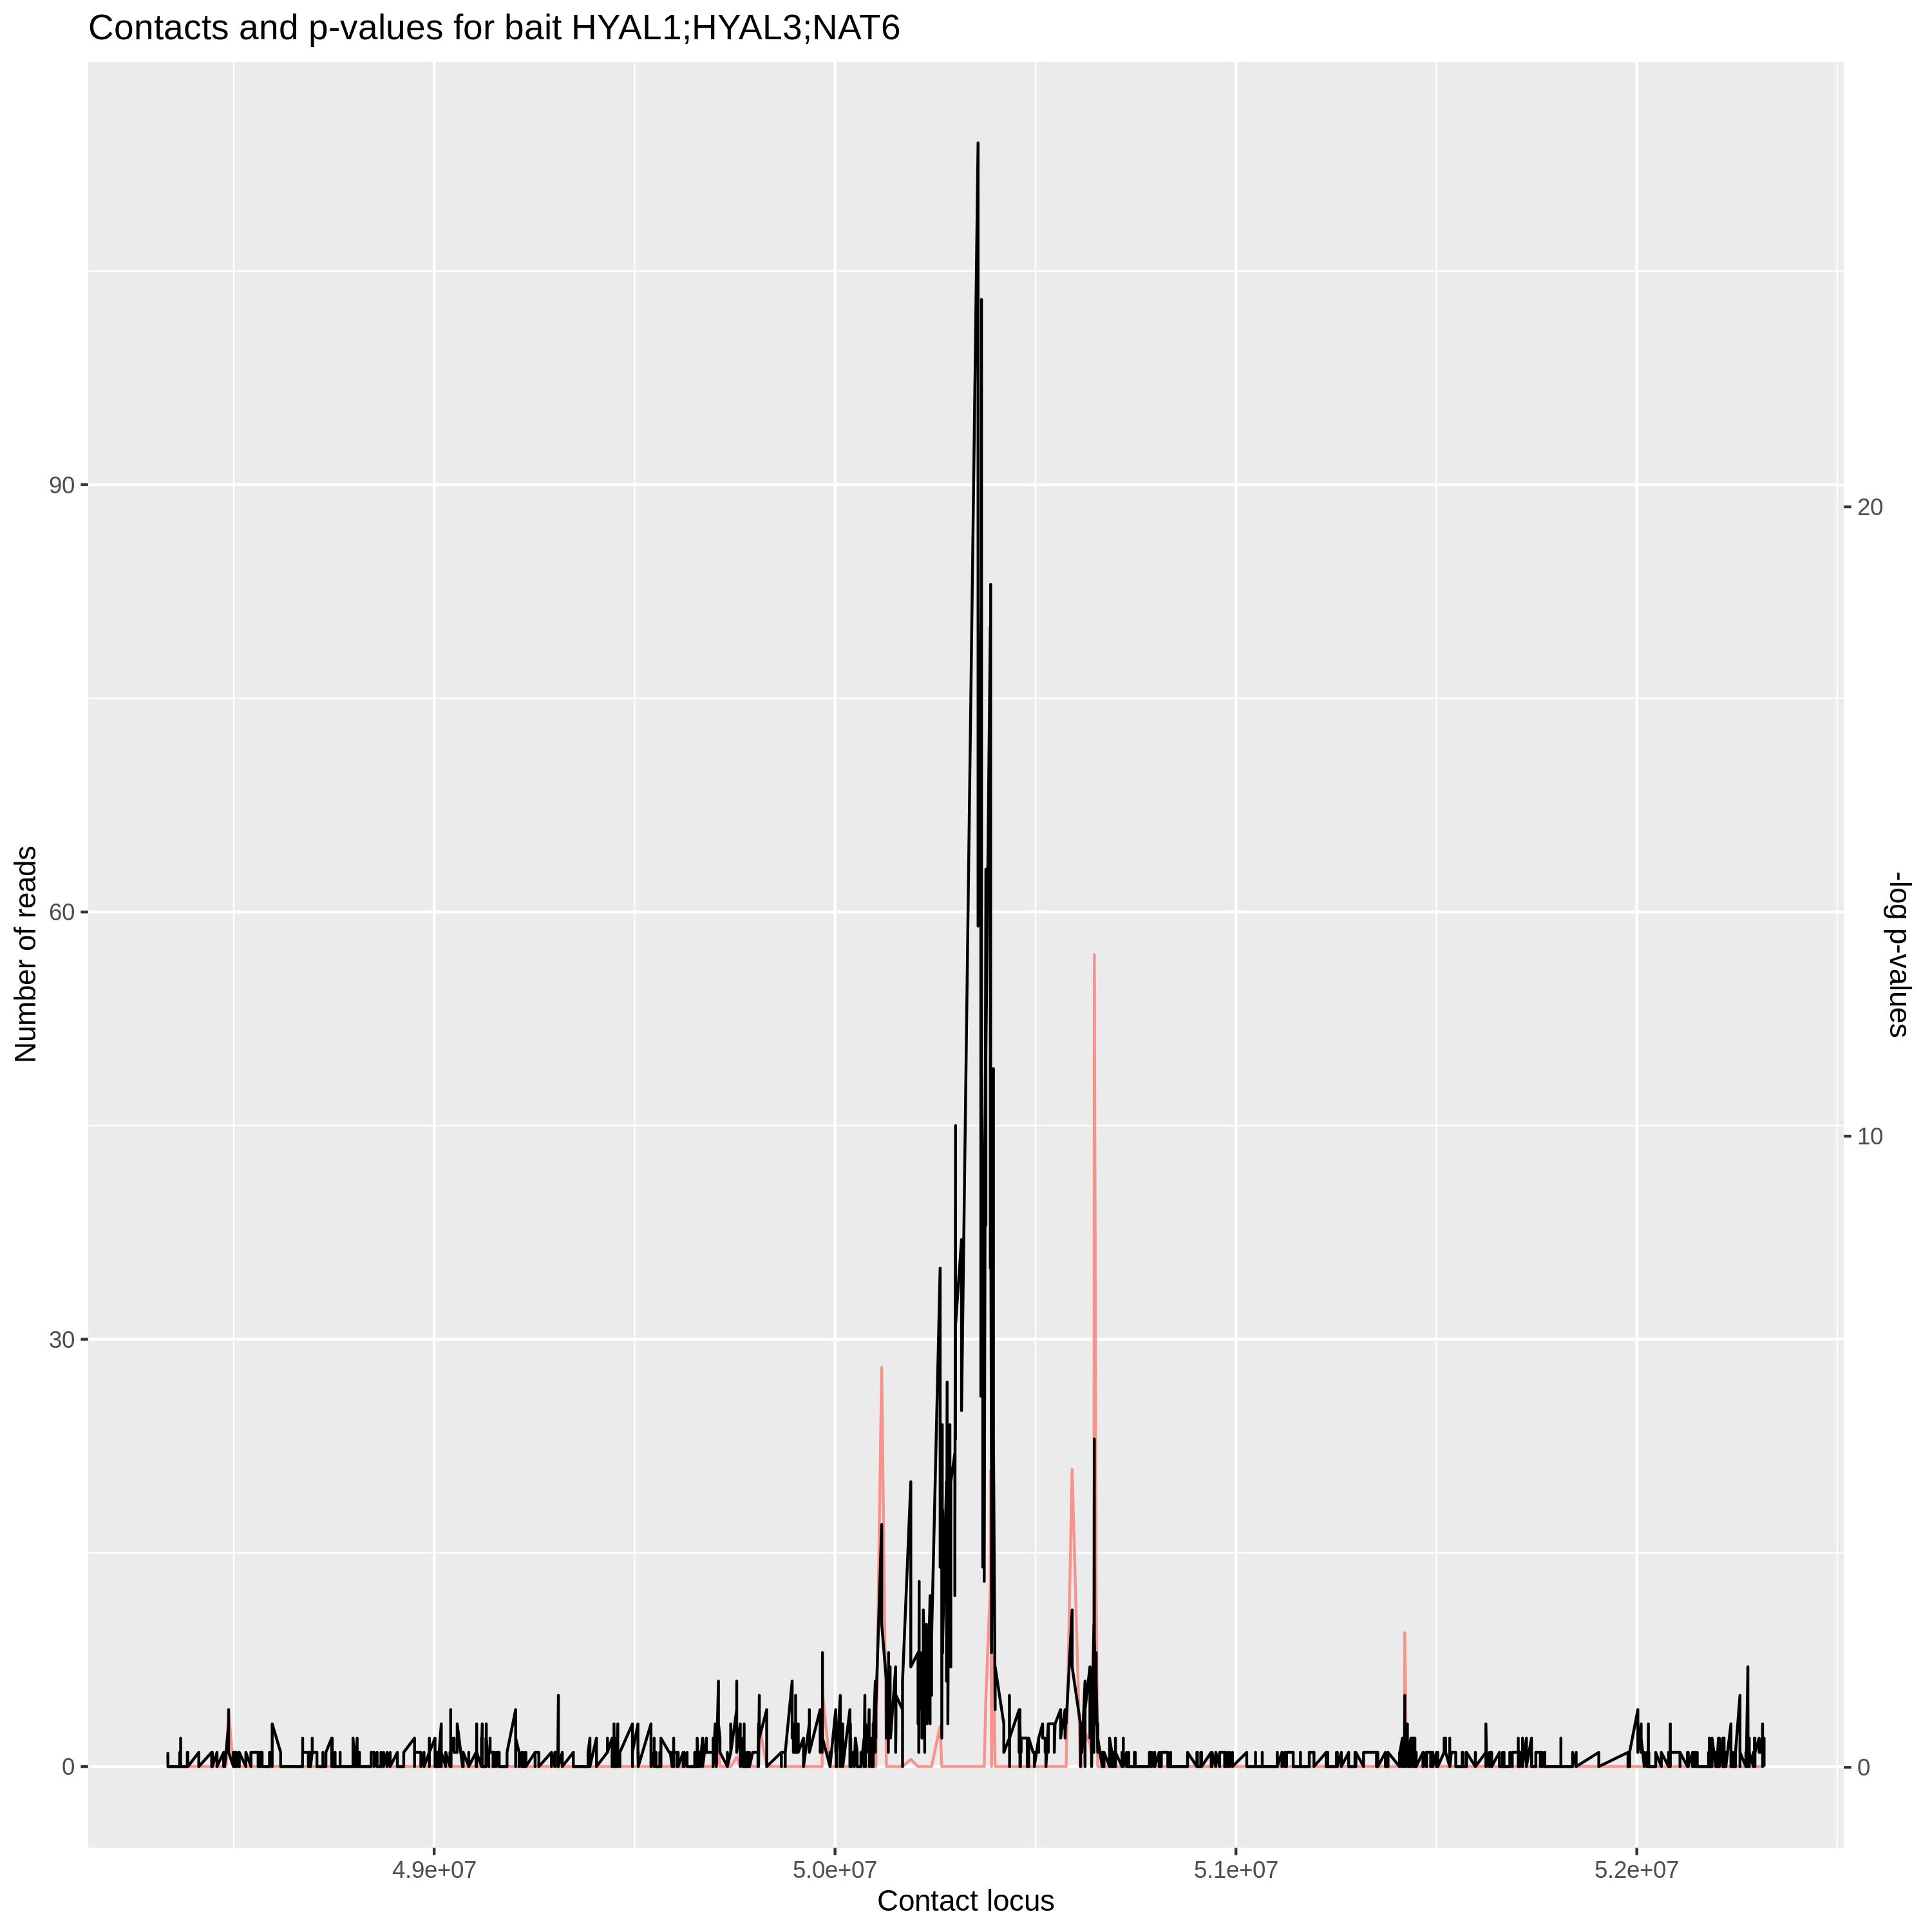 Contacts and p-values for bait HYAL1;HYAL3;NAT6
Number of reads
90
60
30
0
20
10
0
-log p-values
4.9e+07 5.0e+07 5.1e+07 5.2e+07
Contact locus